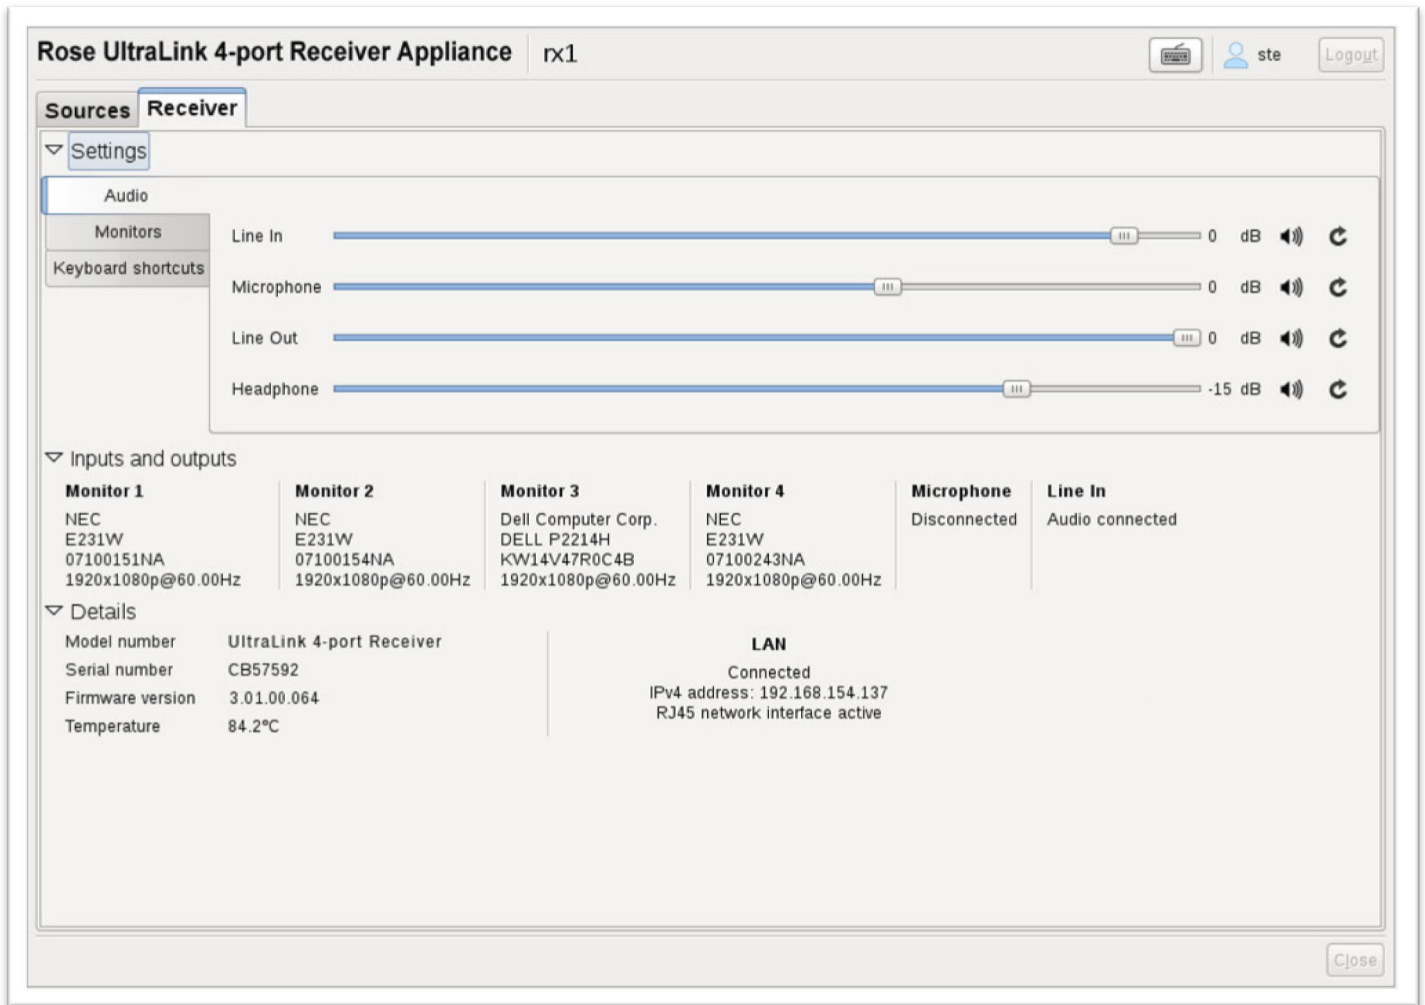 Rose UltraLink 4-port Receiver Appliance rx1 ste Logout
Sources Receiver
Settings
Audio
Monitors
Keyboard shortcuts
Line In 0 dB
Microphone 0 dB
Line Out 0 dB
Headphone -15 dB
Inputs and outputs
Monitor 1
NEC
E231W
07100151NA
1920x1080p@60.00Hz
Monitor 2
NEC
E231W
07100154NA
1920x1080p@60.00Hz
Monitor 3
Dell Computer Corp.
DELL P2214H
KW14V47R0C4B
1920x1080p@60.00Hz
Monitor 4
NEC
E231W
07100243NA
1920x1080p@60.00Hz
Microphone
Disconnected
Line In
Audio connected
Details
Model number UltraLink 4-port Receiver
Serial number CB57592
Firmware version 3.01.00.064
Temperature 84.2°C
LAN
Connected
IPv4 address: 192.168.154.137
RJ45 network interface active
Close